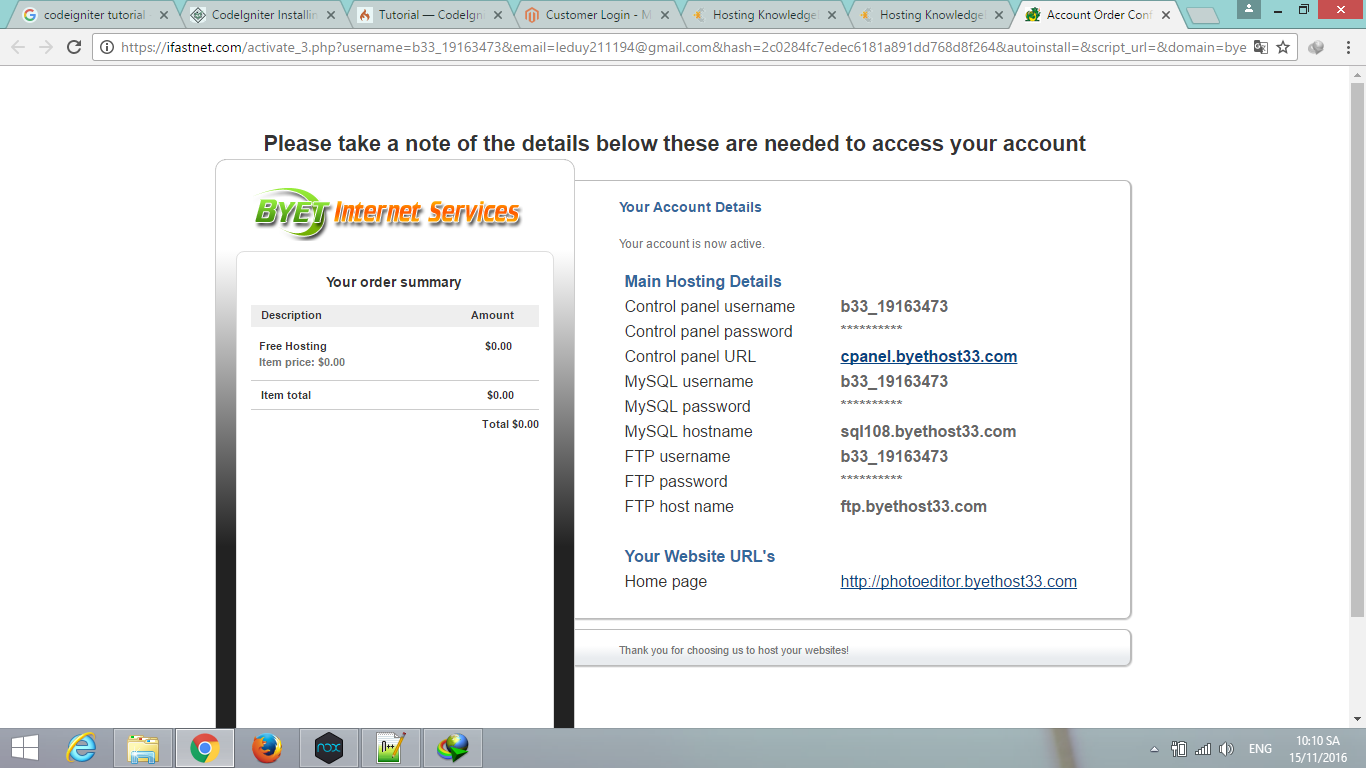 codeigniter tutorial
CodeIgniter Installin
Tutorial — CodeIgni
Customer Login - M
Hosting Knowledgel
Hosting Knowledgel
Account Order Conf
https://ifastnet.com/activate_3.php?username=b33_19163473&email=leduy211194@gmail.com&hash=2c0284fc7edec6181a891dd768d8f264&autoinstall=&script_url=&domain=bye
Please take a note of the details below these are needed to access your account
BYET Internet Services
Your order summary
Description Amount
Free Hosting $0.00
Item price: $0.00
Item total $0.00
Total $0.00
Your Account Details
Your account is now active.
Main Hosting Details
Control panel username b33_19163473
Control panel password **********
Control panel URL cpanel.byethost33.com
MySQL username b33_19163473
MySQL password **********
MySQL hostname sql108.byethost33.com
FTP username b33_19163473
FTP password **********
FTP host name ftp.byethost33.com
Your Website URL's
Home page http://photoeditor.byethost33.com
Thank you for choosing us to host your websites!
nox
ENG
10:10 SA
15/11/2016